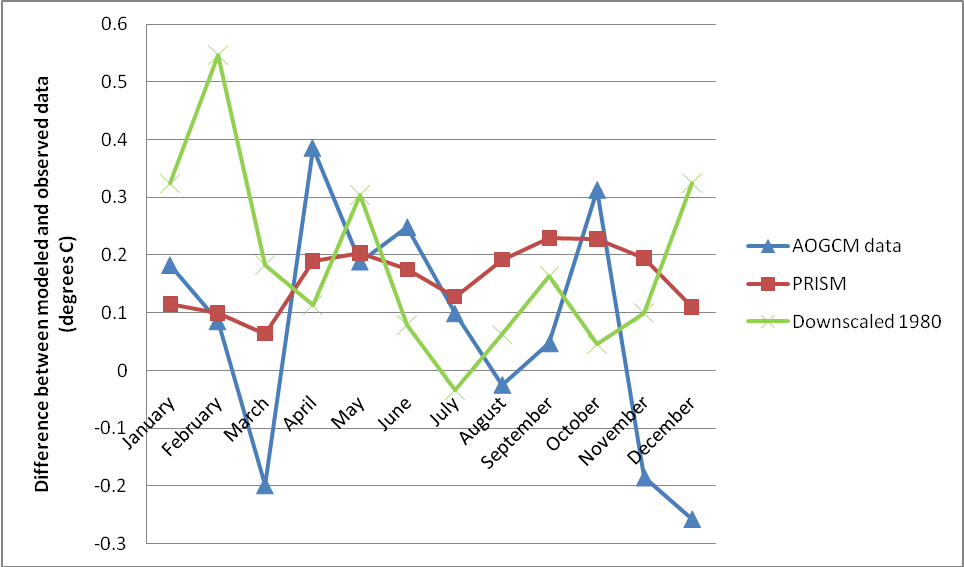 Difference between modeled and observed data
(degrees C)
0.6
0.5
0.4
0.3
0.2
0.1
0
-0.1
-0.2
-0.3
January
February
March
April
May
June
July
August
September
October
November
December
AOGCM data
PRISM
Downscaled 1980